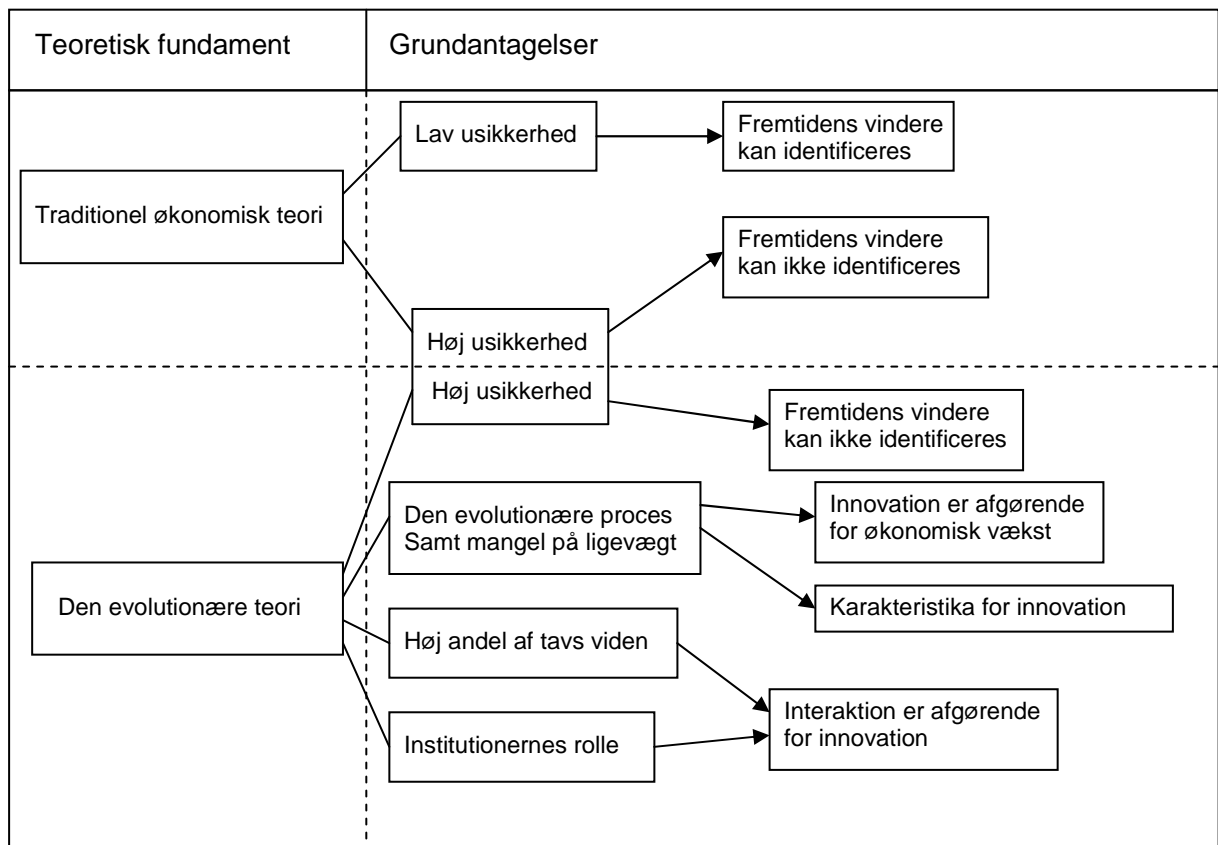 Teoretisk fundament
Grundantagelser
Lav usikkerhed
Fremtidens vindere
kan identificeres
Traditionel økonomisk teori
Fremtidens vindere
kan ikke identificeres
Høj usikkerhed
Høj usikkerhed
Fremtidens vindere
kan ikke identificeres
Den evolutionære proces
Samt mangel på ligevægt
Innovation er afgørende
for økonomisk vækst
Den evolutionære teori
Karakteristika for innovation
Høj andel af tavs viden
Interaktion er afgørende
for innovation
Institutionernes rolle